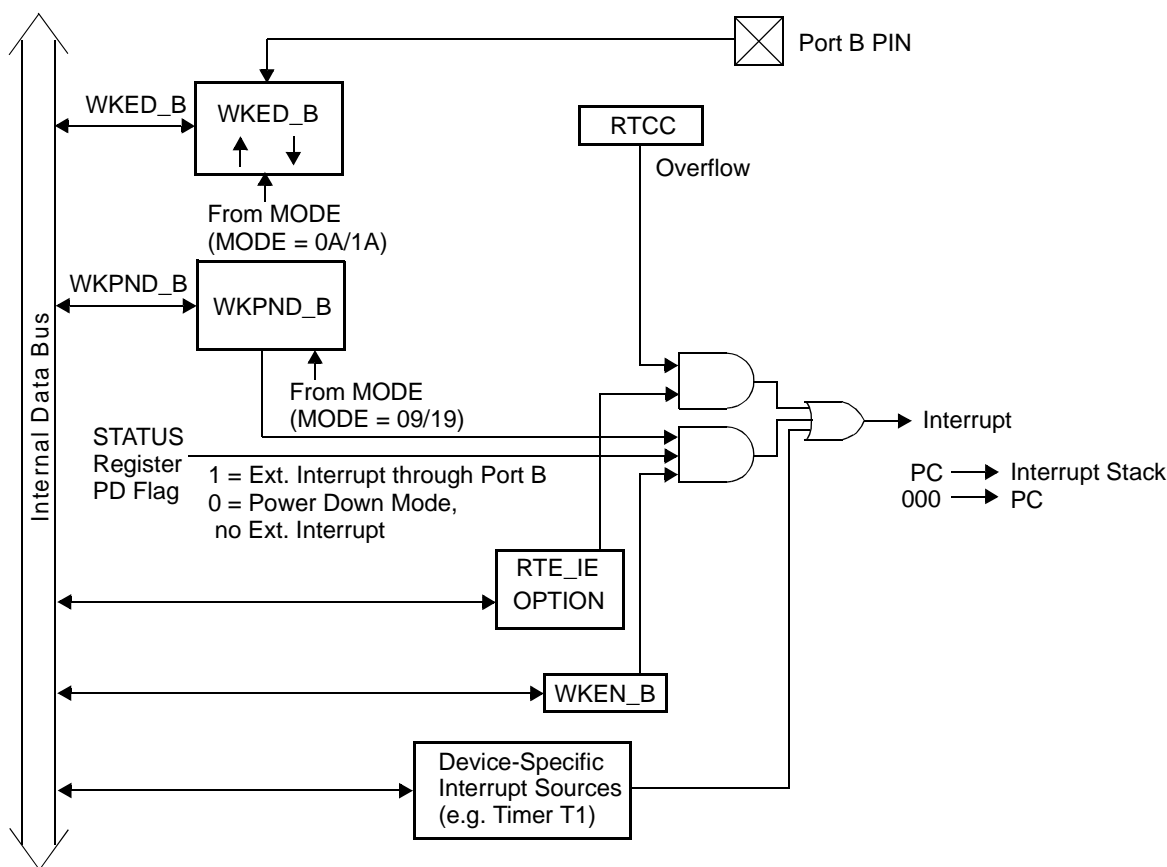 Port B PIN
WKED_B
WKED_B
RTCC
Overflow
From MODE
(MODE = 0A/1A)
WKPND_B
WKPND_B
Internal Data Bus
From MODE
(MODE = 09/19)
STATUS
Register
PD Flag
1 = Ext. Interrupt through Port B
0 = Power Down Mode,
no Ext. Interrupt
Interrupt
PC
Interrupt Stack
000
PC
RTE_IE
OPTION
WKEN_B
Device-Specific
Interrupt Sources
(e.g. Timer T1)